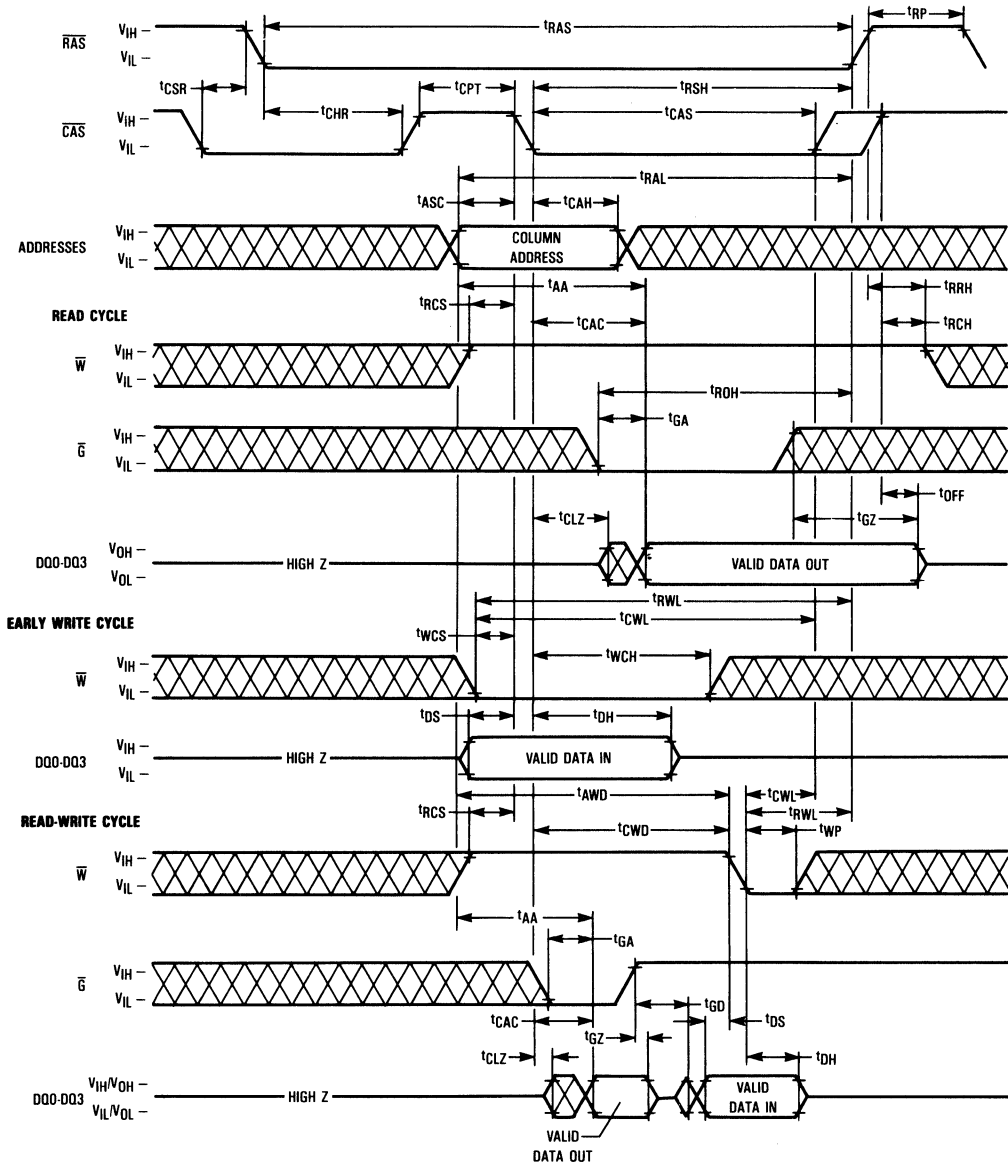 RAS
VIH
VIL
tRAS
tRP
tCSR
tCHR
tCPT
tRSH
tCAS
CAS
VIH
VIL
tRAL
tASC
tCAH
ADDRESSES
VIH
VIL
COLUMN
ADDRESS
tAA
tRRH
tRCS
tCAC
tRCH
READ CYCLE
W
VIH
VIL
tROH
tGA
G
VIH
VIL
tOFF
tCLZ
tGZ
DQ0-DQ3
VOH
VOL
HIGH Z
VALID DATA OUT
tRWL
EARLY WRITE CYCLE
tCWL
tWCS
tWCH
W
VIH
VIL
tDS
tDH
DQ0-DQ3
VIH
VIL
HIGH Z
VALID DATA IN
tAWD
tCWL
READ-WRITE CYCLE
tRCS
tRWL
tCWD
tWP
W
VIH
VIL
tAA
tGA
G
VIH
VIL
tGD
tDS
tCAC
tGZ
tCLZ
tDH
DQ0-DQ3
VIH/VOH
VIL/VOL
HIGH Z
VALID
DATA IN
VALID
DATA OUT